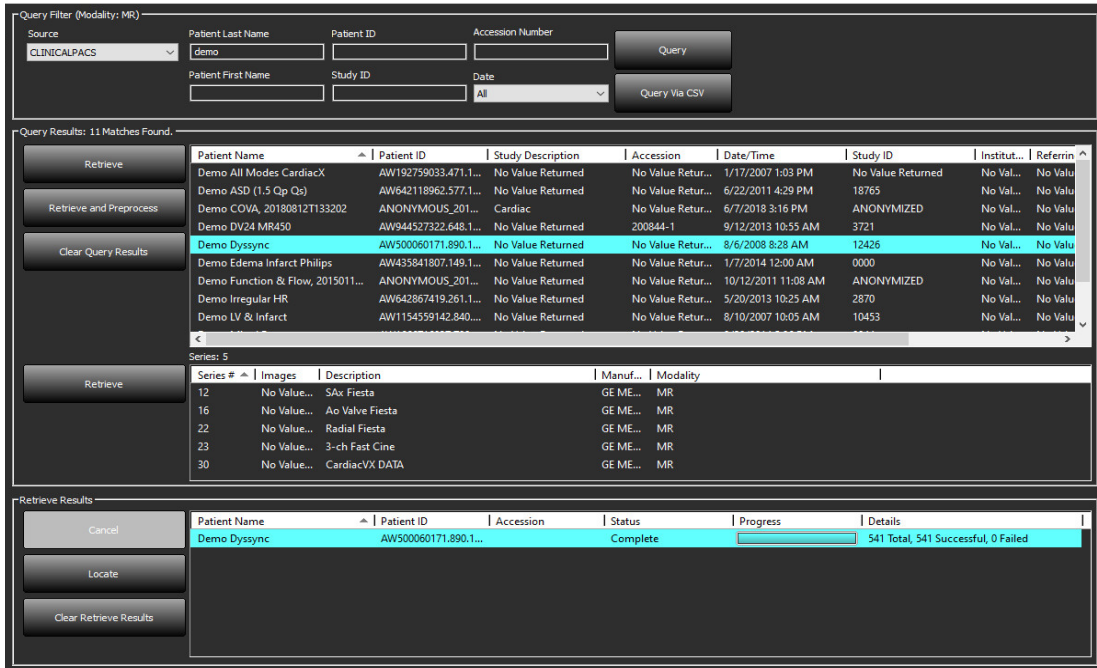 Query Filter (Modality: MR)
Source Patient Last Name Patient ID Accession Number
CLINICALPACS demo Query
Patient First Name Study ID Date
All Query Via CSV
Query Results: 11 Matches Found.
Retrieve
Retrieve and Preprocess
Clear Query Results
Patient Name Patient ID Study Description Accession Date/Time Study ID Institut... Referrin
Demo All Modes CardiacX AW192759033.471.1... No Value Returned No Value Retur... 1/17/2007 1:03 PM No Value Returned No Val... No Valu
Demo ASD (1.5 Qp Qs) AW642118962.577.1... No Value Returned No Value Retur... 6/22/2011 4:29 PM 18765 No Val... No Valu
Demo COVA, 20180812T133202 ANONYMOUS_201... Cardiac No Value Retur... 6/7/2018 3:16 PM ANONYMIZED No Val... No Valu
Demo DV24 MR450 AW944527322.648.1... No Value Returned 200844-1 9/12/2013 10:55 AM 3721 No Val... No Valu
Demo Dyssync AW500060171.890.1... No Value Returned No Value Retur... 8/6/2008 8:28 AM 12426 No Val... No Valu
Demo Edema Infarct Philips AW435841807.149.1... No Value Returned No Value Retur... 1/7/2014 12:00 AM 0000 No Val... No Valu
Demo Function & Flow, 2015011... ANONYMOUS_201... No Value Returned No Value Retur... 10/12/2011 11:08 AM ANONYMIZED No Val... No Valu
Demo Irregular HR AW642867419.261.1... No Value Returned No Value Retur... 5/20/2013 10:25 AM 2870 No Val... No Valu
Demo LV & Infarct AW1154559142.840.... No Value Returned No Value Retur... 8/10/2007 10:05 AM 10453 No Val... No Valu
Series: 5
Retrieve
Series # Images Description Manuf... Modality
12 No Value... SAx Fiesta GE ME... MR
16 No Value... Ao Valve Fiesta GE ME... MR
22 No Value... Radial Fiesta GE ME... MR
23 No Value... 3-ch Fast Cine GE ME... MR
30 No Value... CardiacVX DATA GE ME... MR
Retrieve Results
Cancel
Locate
Clear Retrieve Results
Patient Name Patient ID Accession Status Progress Details
Demo Dyssync AW500060171.890.1... Complete 541 Total, 541 Successful, 0 Failed